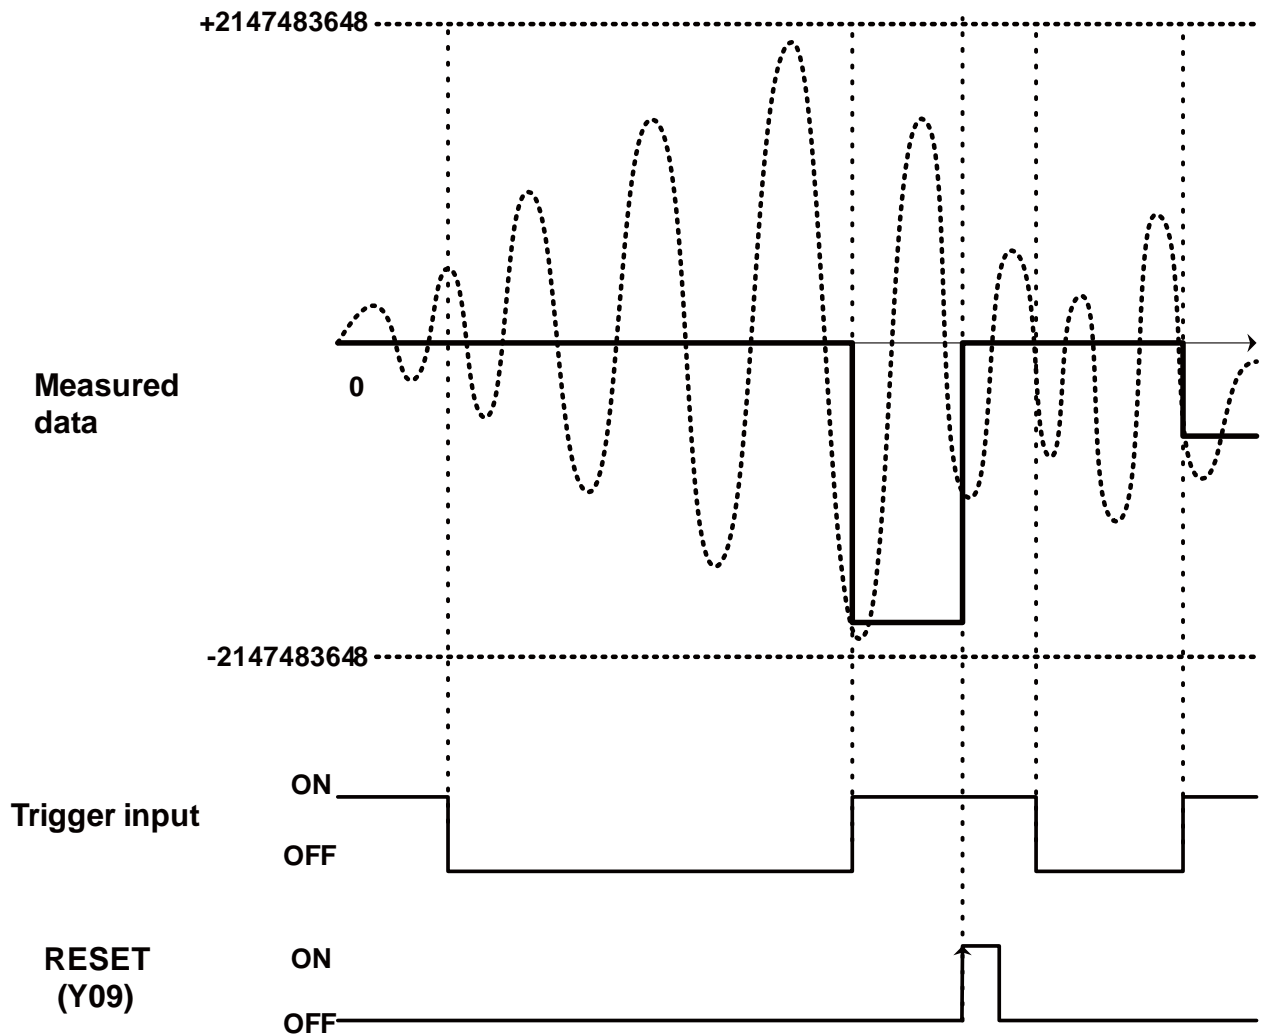 +2147483648
0
Measured
data
-2147483648
ON
Trigger input
OFF
RESET
(Y09)
ON
OFF